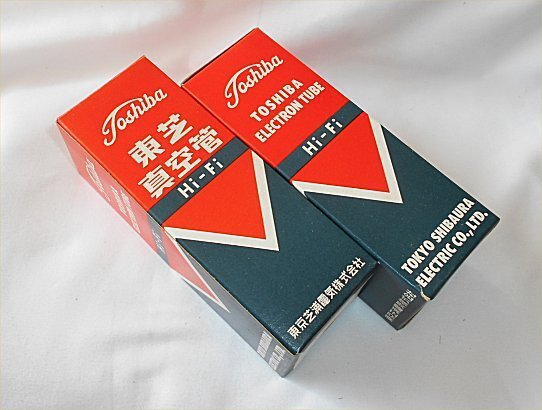 Toshiba
東芝
真空管
Hi-Fi
東京芝浦電気株式会社
Toshiba
TOSHIBA
ELECTRON TUBE
Hi-Fi
TOKYO SHIBAURA
ELECTRIC CO., LTD.